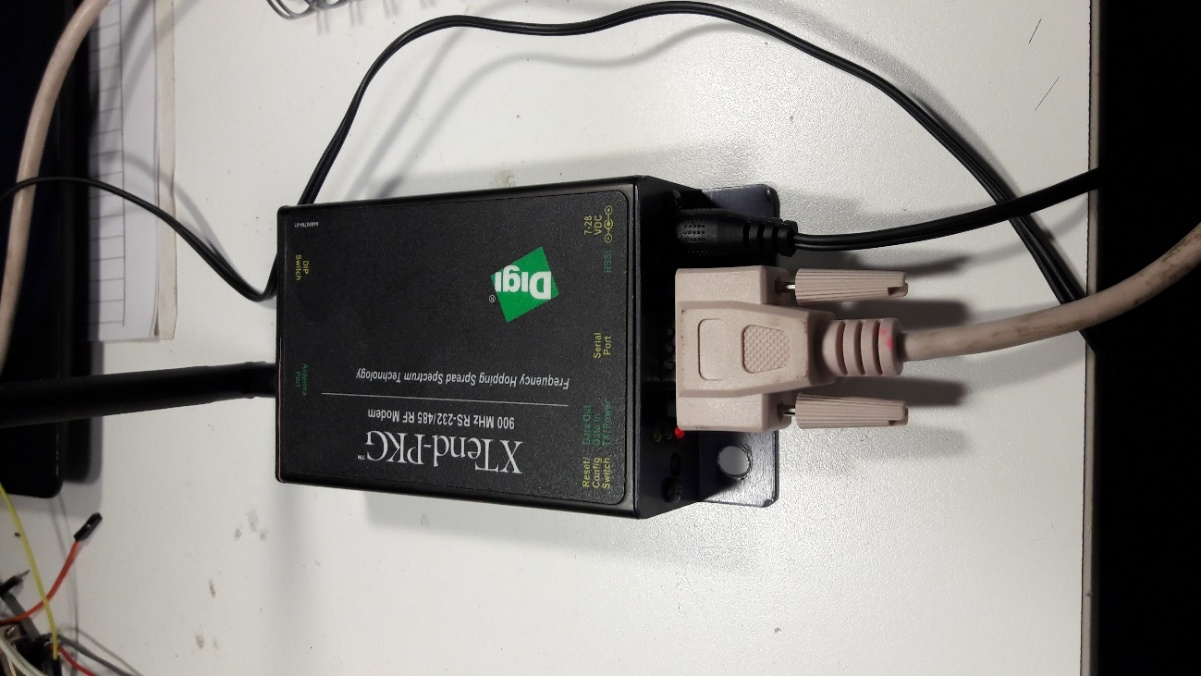 XTend-PKG™
900 MHz RS-232/485 RF Modem
Frequency Hopping Spread Spectrum Technology
Digi®
Reset/
Config
Switch
Data Out
Data In
TX/Power
Serial
Port
RSSI
7-28
VDC
Antenna
Port
DIP
Switch